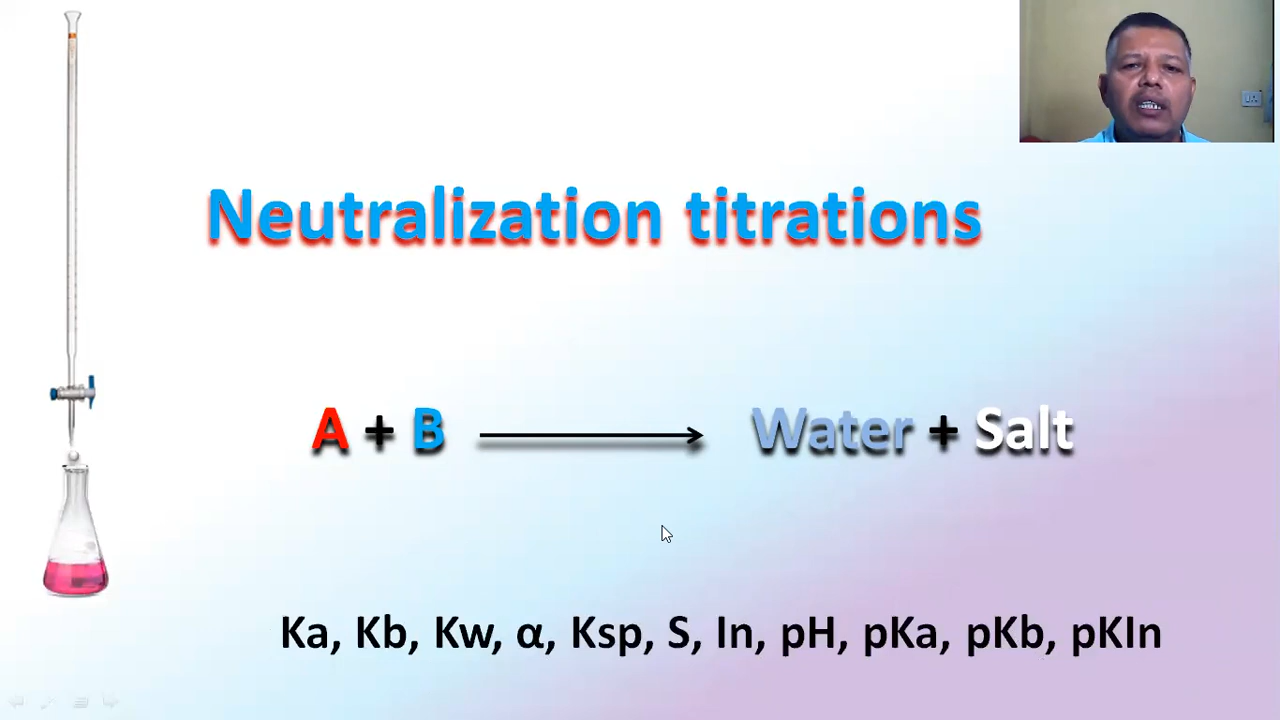 Neutralization titrations
A + B Water + Salt
Ka, Kb, Kw, α, Ksp, S, In, pH, pKa, pKb, pKIn